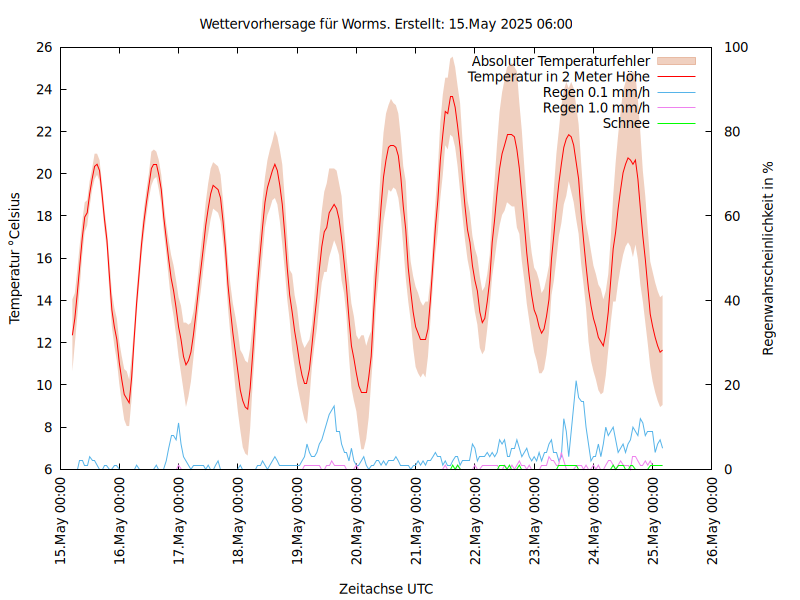 Wettervorhersage für Worms. Erstellt: 15.May 2025 06:00
Absoluter Temperaturfehler
Temperatur in 2 Meter Höhe
Regen 0.1 mm/h
Regen 1.0 mm/h
Schnee
Temperatur °Celsius
26
24
22
20
18
16
14
12
10
8
6
100
80
60
40
20
0
Regenwahrscheinlichkeit in %
15.May 00:00
16.May 00:00
17.May 00:00
18.May 00:00
19.May 00:00
20.May 00:00
21.May 00:00
22.May 00:00
23.May 00:00
24.May 00:00
25.May 00:00
26.May 00:00
Zeitachse UTC